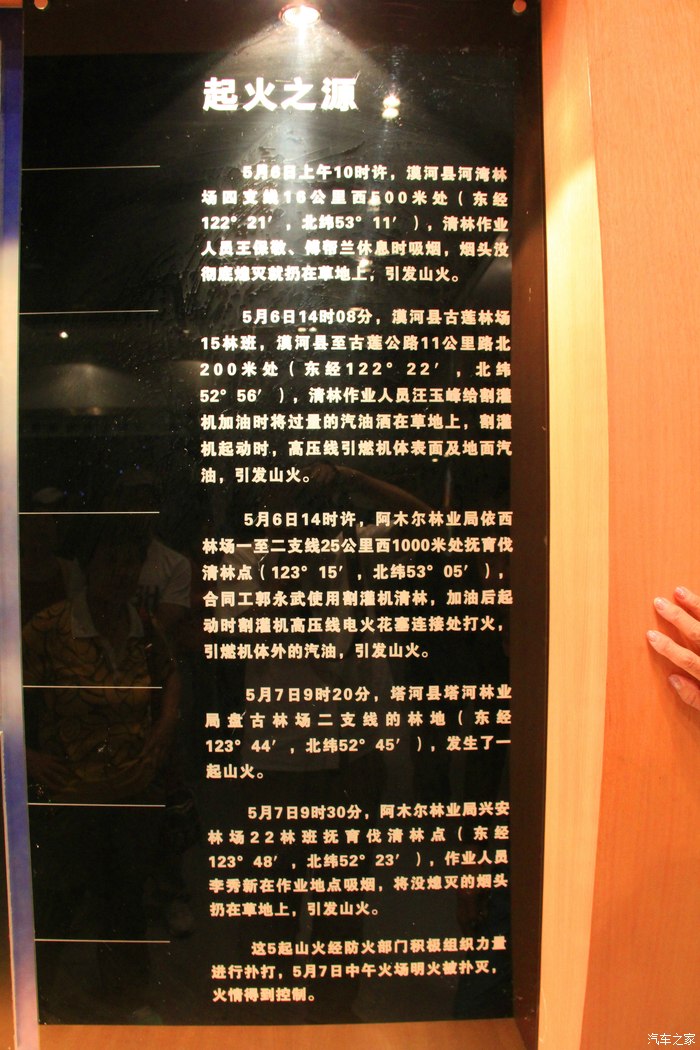 起火之源
5月6日上午10时许，漠河县河湾林
场四支线16公里西500米处（东经
122°21′，北纬53°11′），清林作业
人员王保敬、傅邦兰休息时吸烟，烟头没
彻底熄灭就扔在草地上，引发山火。
5月6日14时08分，漠河县古莲林场
15林班，漠河县至古莲公路11公里路北
200米处（东经122°22′，北纬
52°56′），清林作业人员汪玉峰给割灌
机加油时将过量的汽油洒在草地上，割灌
机起动时，高压线引燃机体表面及地面汽
油，引发山火。
5月6日14时许，阿木尔林业局依西
林场一至二支线25公里西1000米处抚育伐
清林点（123°15′，北纬53°05′），
合同工郭永武使用割灌机清林，加油后起
动时割灌机高压线电火花塞连接处打火，
引燃机体外的汽油，引发山火。
5月7日9时20分，塔河县塔河林业
局盘古林场二支线的林地（东经
123°44′，北纬52°45′），发生了一
起山火。
5月7日9时30分，阿木尔林业局兴安
林场22林班抚育伐清林点（东经
123°48′，北纬52°23′），作业人员
李秀新在作业地点吸烟，将没熄灭的烟头
扔在草地上，引发山火。
这5起山火经防火部门积极组织力量
进行扑打，5月7日中午火场明火被扑灭，
火情得到控制。
汽车之家